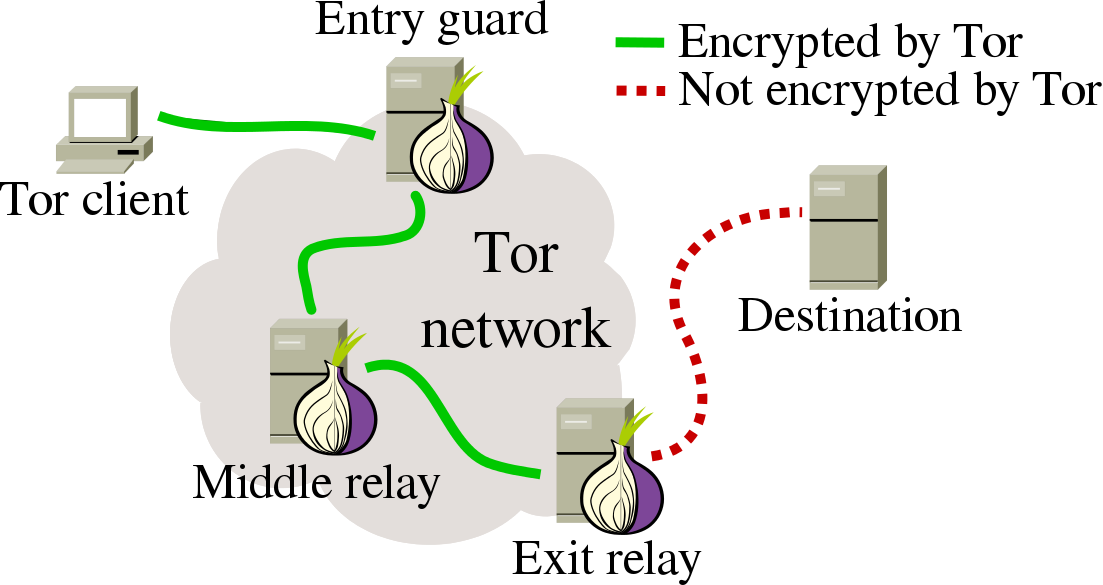 Entry guard
Encrypted by Tor
Not encrypted by Tor
Tor client
Tor
network
Destination
Middle relay
Exit relay